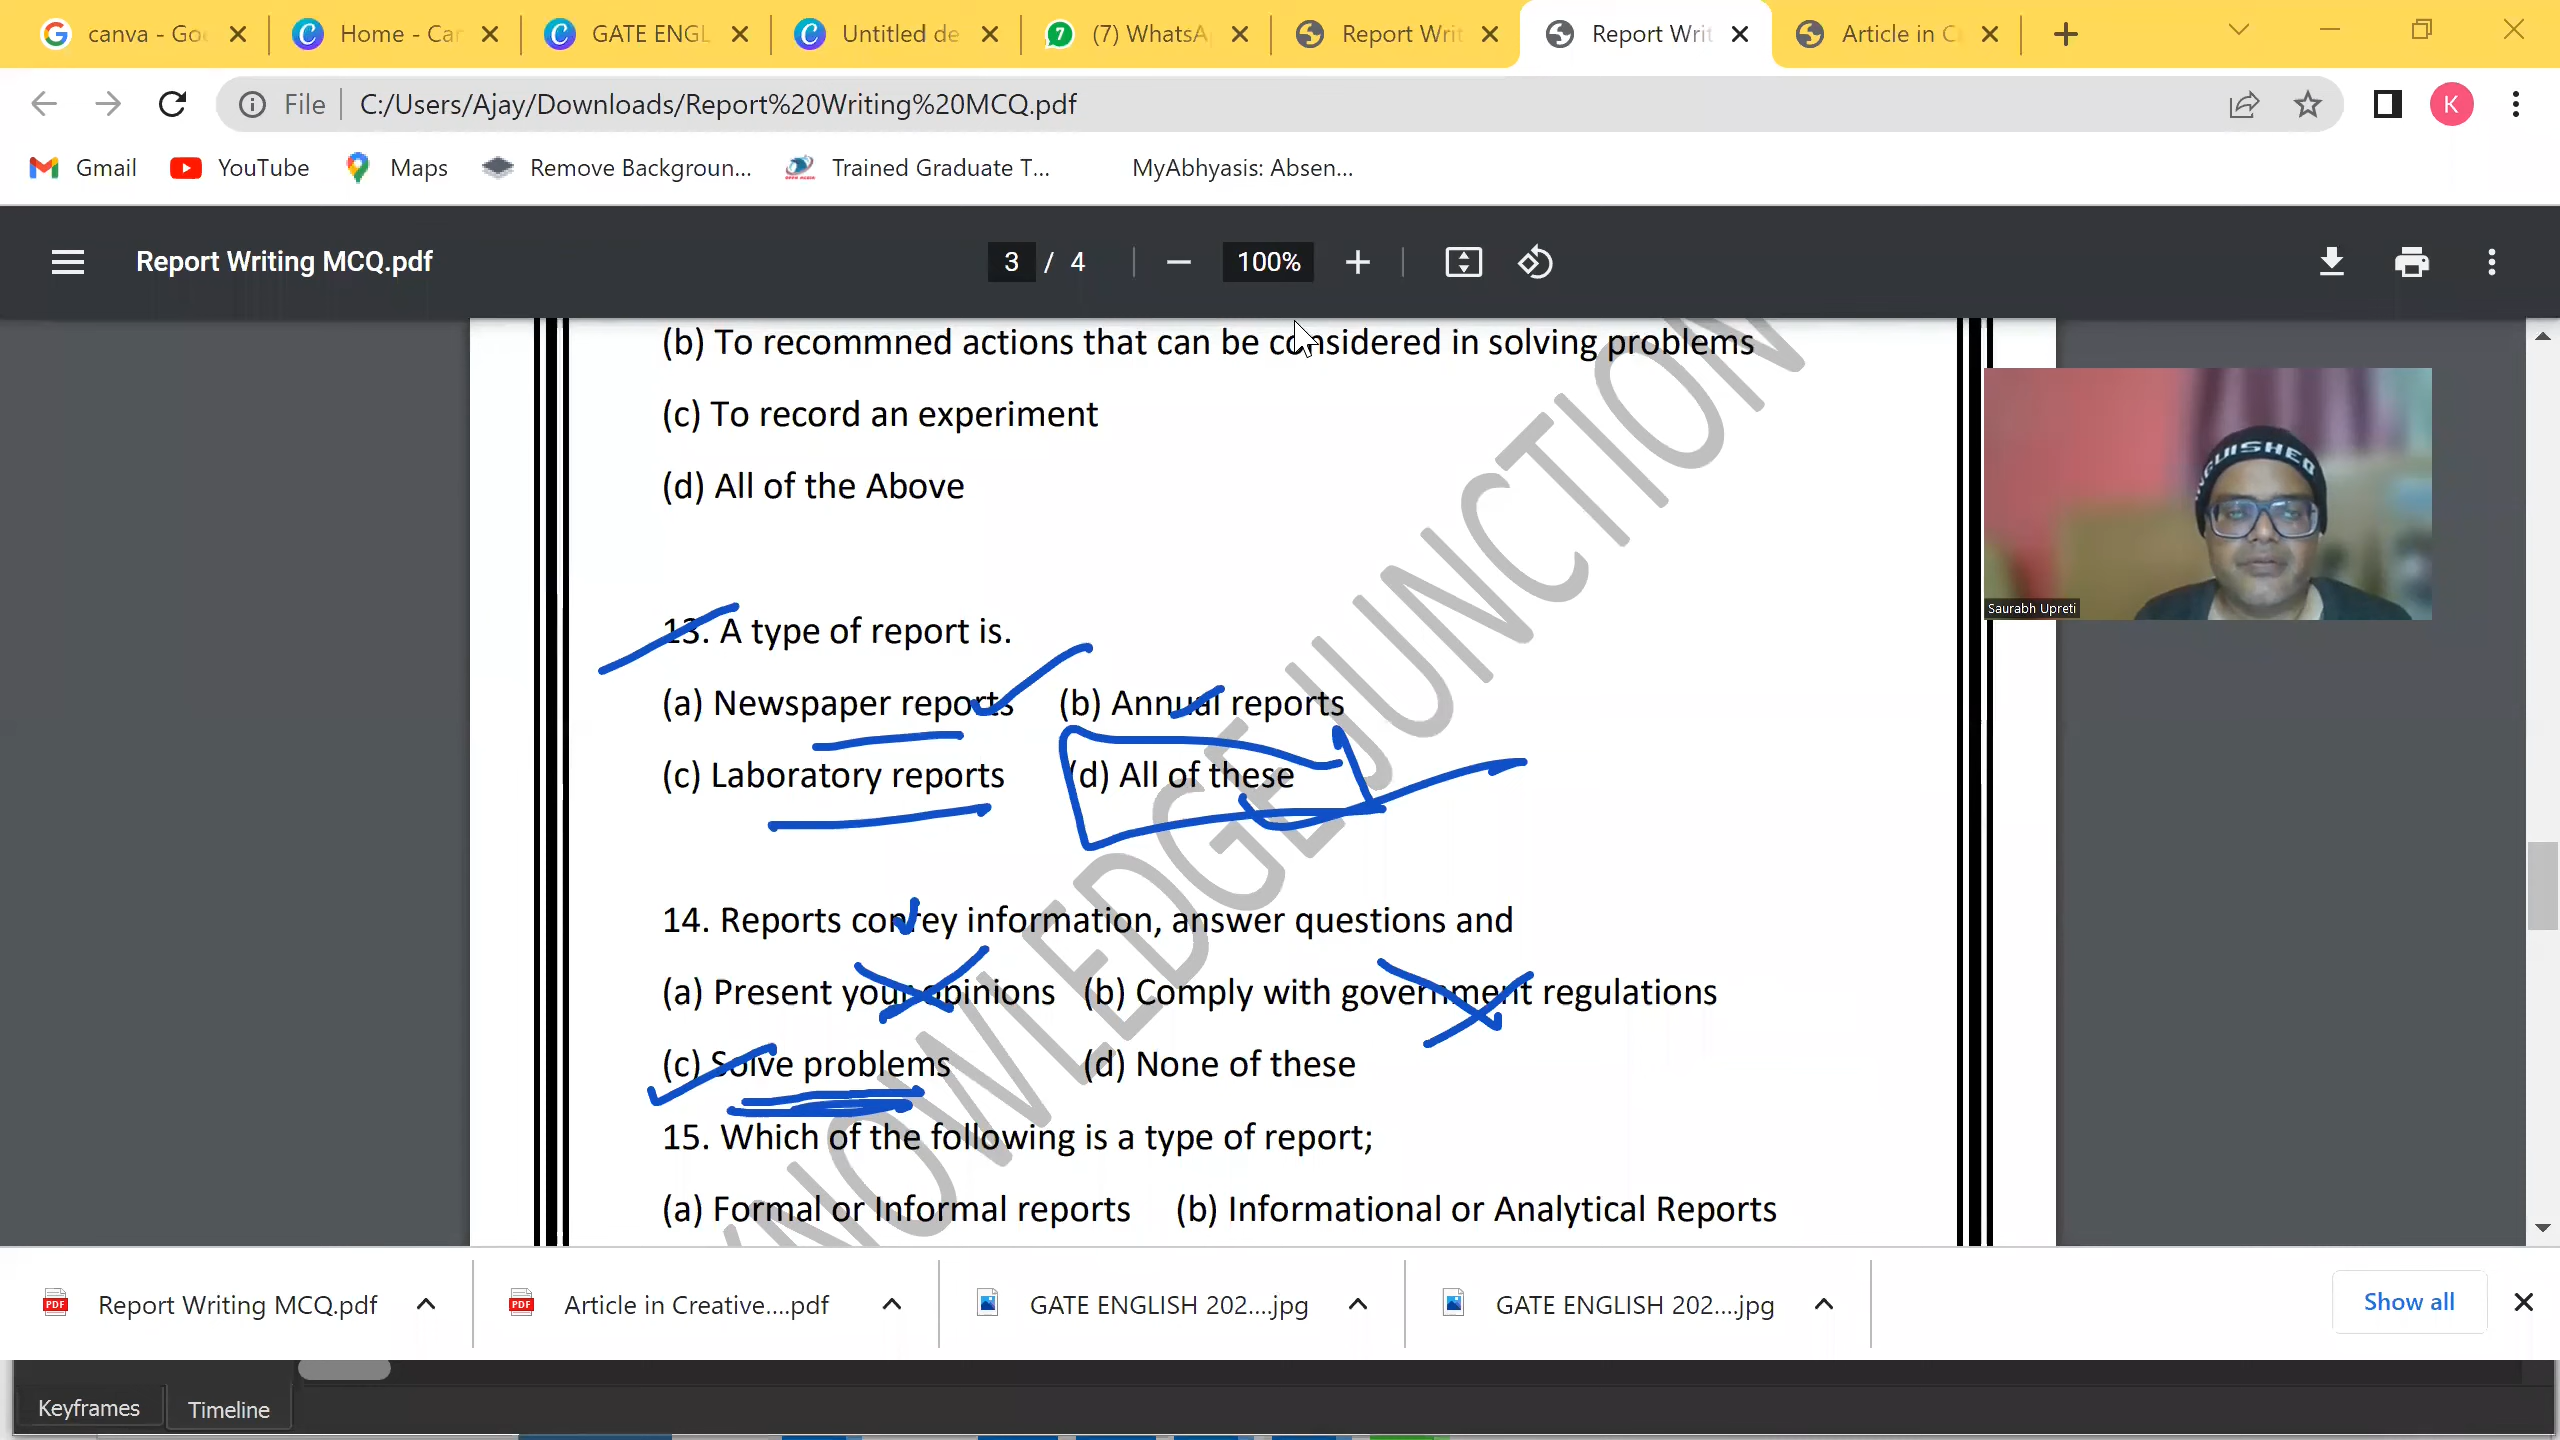 canva - Goo
Home - Can
GATE ENGL
Untitled de
(7) WhatsA
Report Writ
Report Writ
Article in C
File
C:/Users/Ajay/Downloads/Report%20Writing%20MCQ.pdf
K
Gmail
YouTube
Maps
Remove Backgroun...
Trained Graduate T...
MyAbhyasis: Absen...
Report Writing MCQ.pdf
3 / 4
100%
(b) To recommned actions that can be considered in solving problems
(c) To record an experiment
(d) All of the Above
Saurabh Upreti
13. A type of report is.
(a) Newspaper reports (b) Annual reports
(c) Laboratory reports (d) All of these
14. Reports convey information, answer questions and
(a) Present your opinions (b) Comply with government regulations
(c) Solve problems (d) None of these
15. Which of the following is a type of report;
(a) Formal or Informal reports (b) Informational or Analytical Reports
KNOWLEDGE JUNCTION
Report Writing MCQ.pdf
Article in Creative....pdf
GATE ENGLISH 202....jpg
GATE ENGLISH 202....jpg
Show all
Keyframes
Timeline